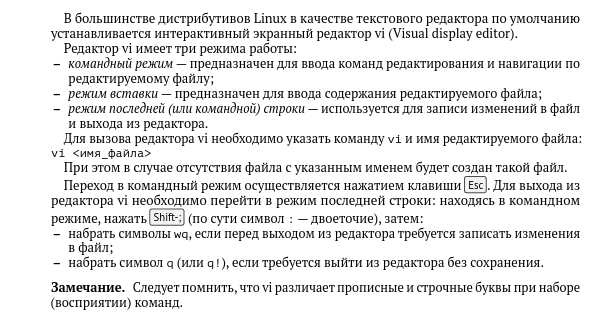 В большинстве дистрибутивов Linux в качестве текстового редактора по умолчанию
устанавливается интерактивный экранный редактор vi (Visual display editor).
Редактор vi имеет три режима работы:
– командный режим — предназначен для ввода команд редактирования и навигации по
редактируемому файлу;
– режим вставки — предназначен для ввода содержания редактируемого файла;
– режим последней (или командной) строки — используется для записи изменений в файл
и выхода из редактора.
Для вызова редактора vi необходимо указать команду vi и имя редактируемого файла:
vi <имя_файла>
При этом в случае отсутствия файла с указанным именем будет создан такой файл.
Переход в командный режим осуществляется нажатием клавиши Esc. Для выхода из
редактора vi необходимо перейти в режим последней строки: находясь в командном
режиме, нажать Shift-; (по сути символ : — двоеточие), затем:
– набрать символы wq, если перед выходом из редактора требуется записать изменения
в файл;
– набрать символ q (или q!), если требуется выйти из редактора без сохранения.
Замечание. Следует помнить, что vi различает прописные и строчные буквы при наборе
(восприятии) команд.